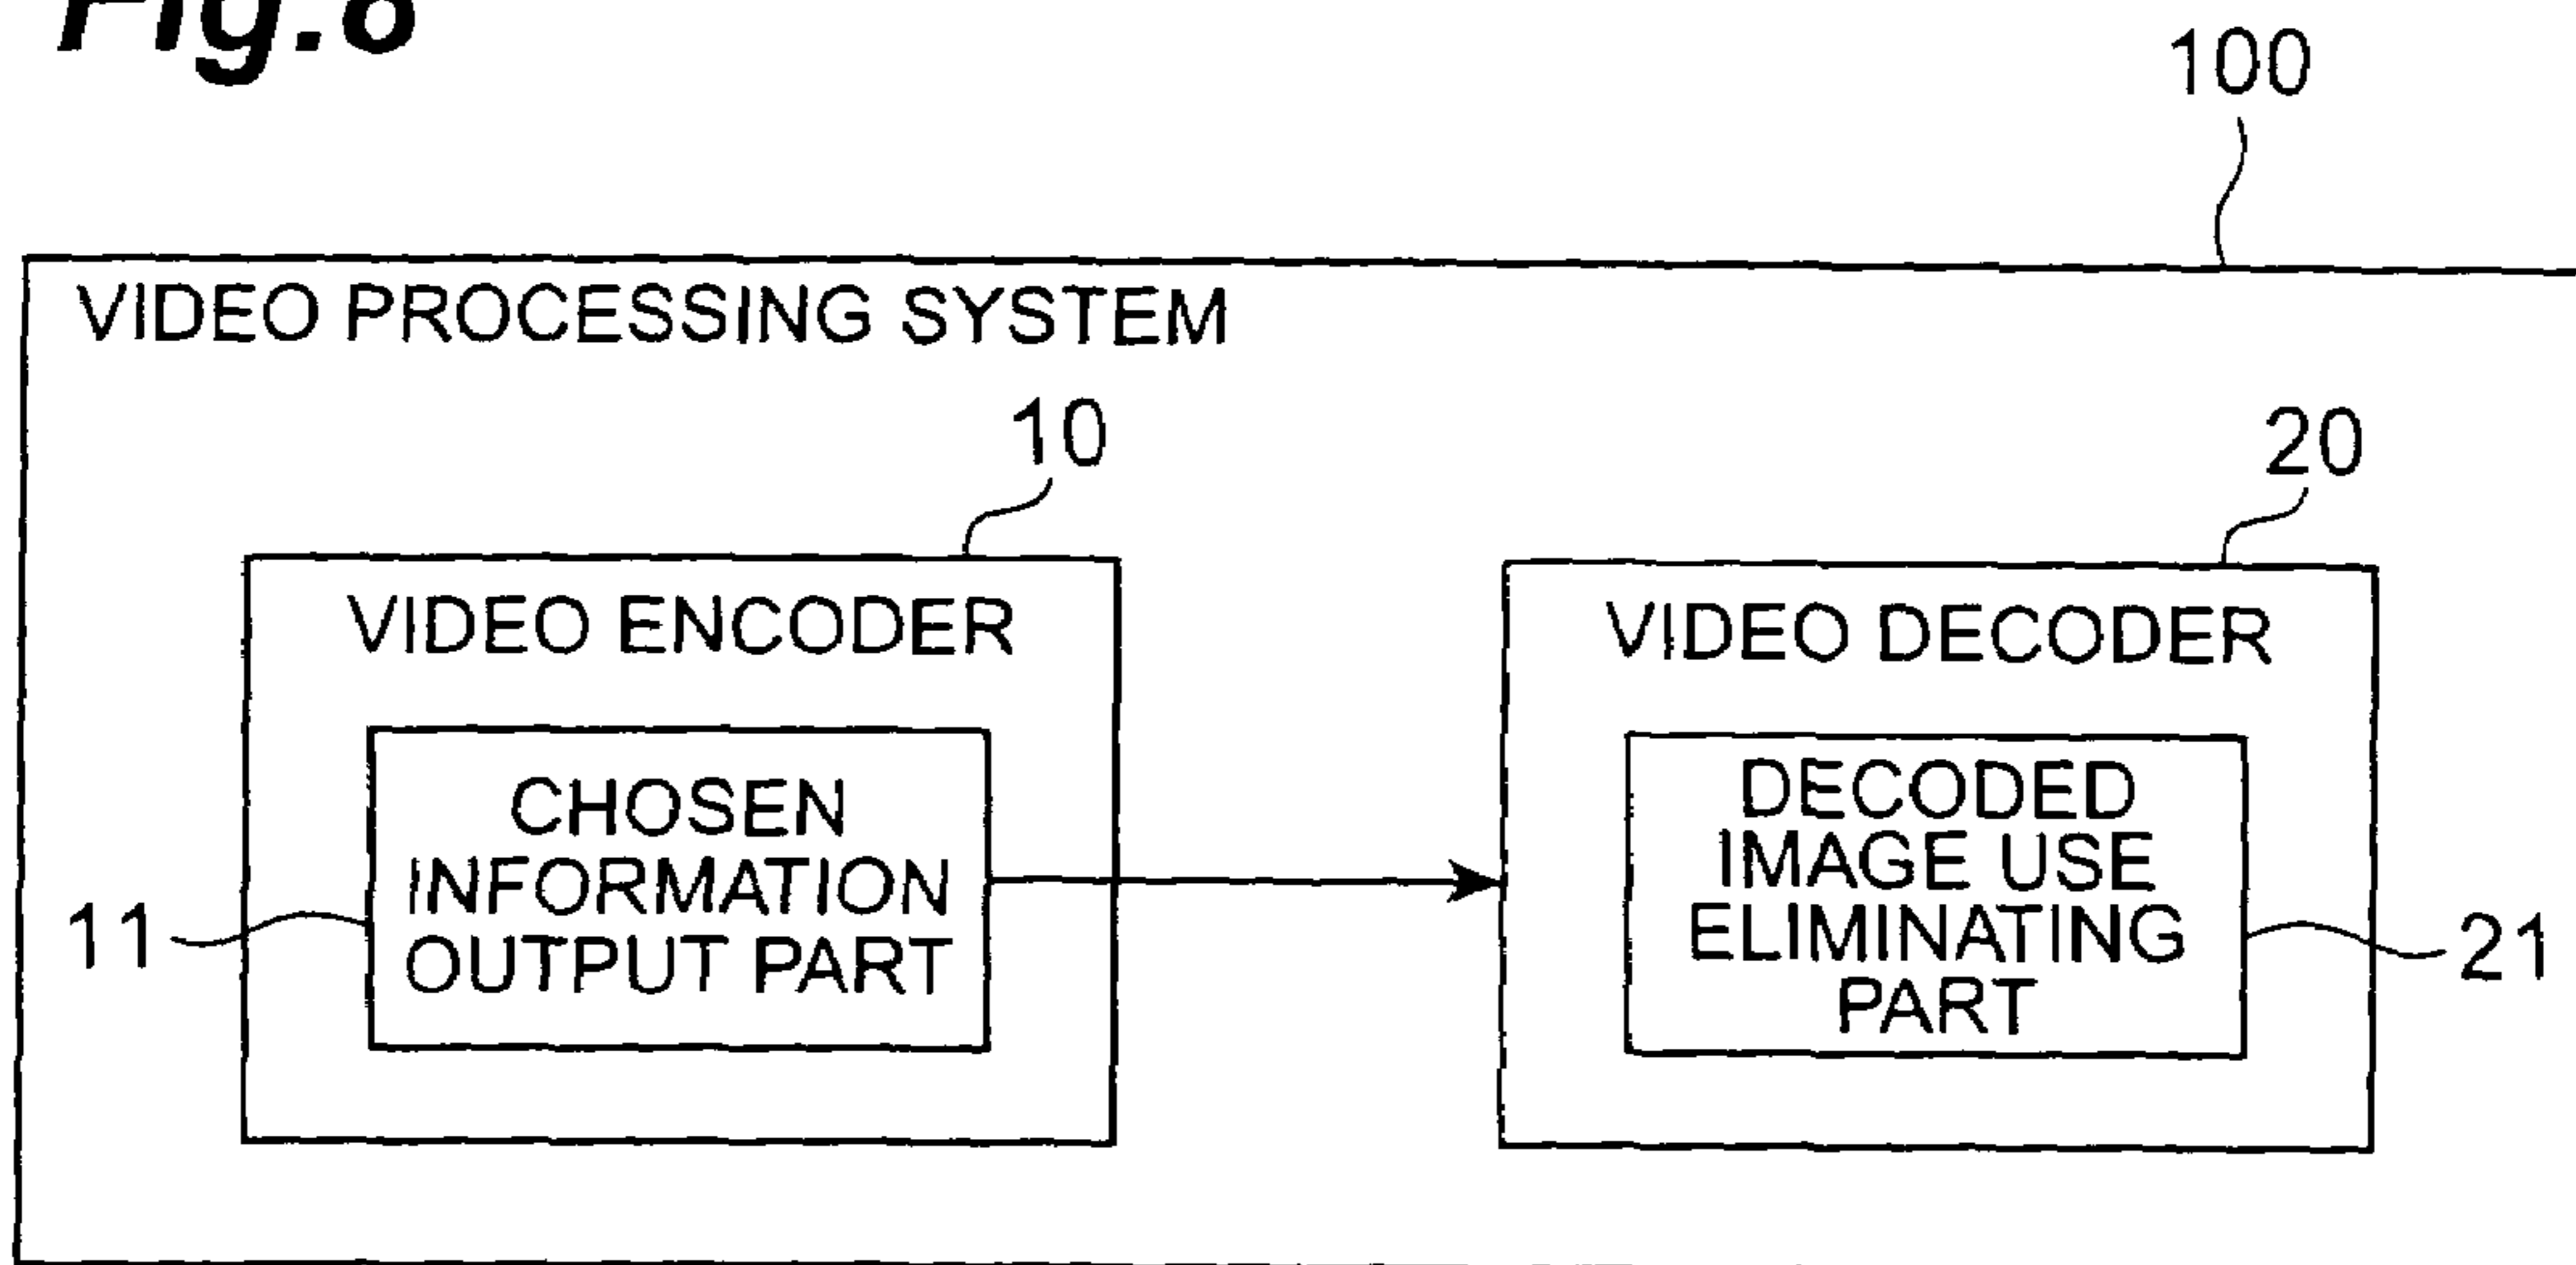 Fig.8
100
VIDEO PROCESSING SYSTEM
10
20
VIDEO ENCODER
VIDEO DECODER
CHOSEN
INFORMATION
OUTPUT PART
11
DECODED
IMAGE USE
ELIMINATING
PART
21